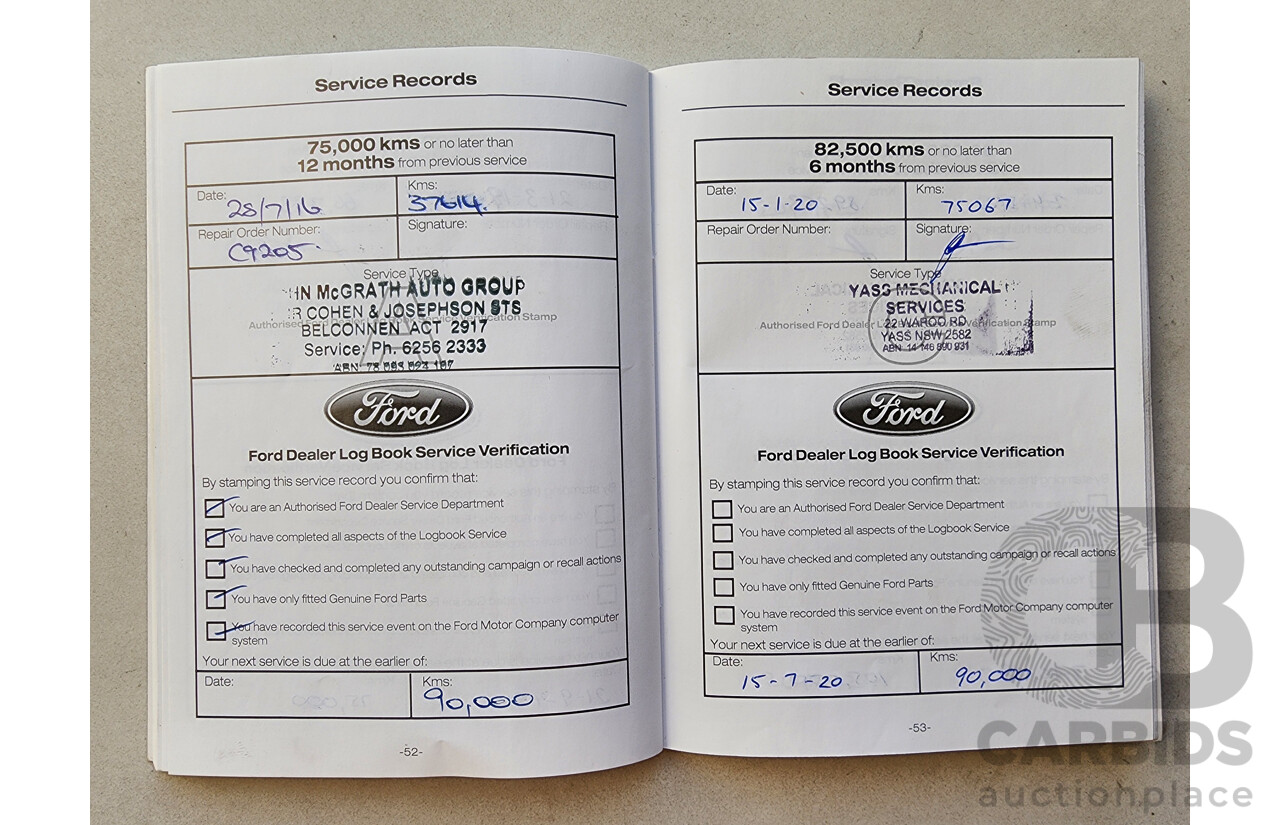 Service Records
75,000 kms or no later than
12 months from previous service
Date:
28/7/16
Kms:
37614.
Repair Order Number:
C9205.
Signature:
Service Type
HN McGRATH AUTO GROUP
R COHEN & JOSEPHSON STS
BELCONNEN ACT 2917
Service: Ph. 6256 2333
Ford
Ford Dealer Log Book Service Verification
By stamping this service record you confirm that:
You are an Authorised Ford Dealer Service Department
You have completed all aspects of the Logbook Service
You have checked and completed any outstanding campaign or recall actions
You have only fitted Genuine Ford Parts
You have recorded this service event on the Ford Motor Company computer
system
Your next service is due at the earlier of:
Date:
Kms:
90,000
-52-
Service Records
82,500 kms or no later than
6 months from previous service
Date:
15-1-20
Kms:
75067
Repair Order Number:
Signature:
Service Type
YASS MECHANICAL
SERVICES
Authorised Ford Dealer Verification Stamp
22 WAROO RD
YASS NSW 2582
Ford
Ford Dealer Log Book Service Verification
By stamping this service record you confirm that:
You are an Authorised Ford Dealer Service Department
You have completed all aspects of the Logbook Service
You have checked and completed any outstanding campaign or recall actions
You have only fitted Genuine Ford Parts
You have recorded this service event on the Ford Motor Company computer
system
Your next service is due at the earlier of:
Date:
15-7-20
Kms:
90,000
-53-
CB
CARBIDS
auctionplace